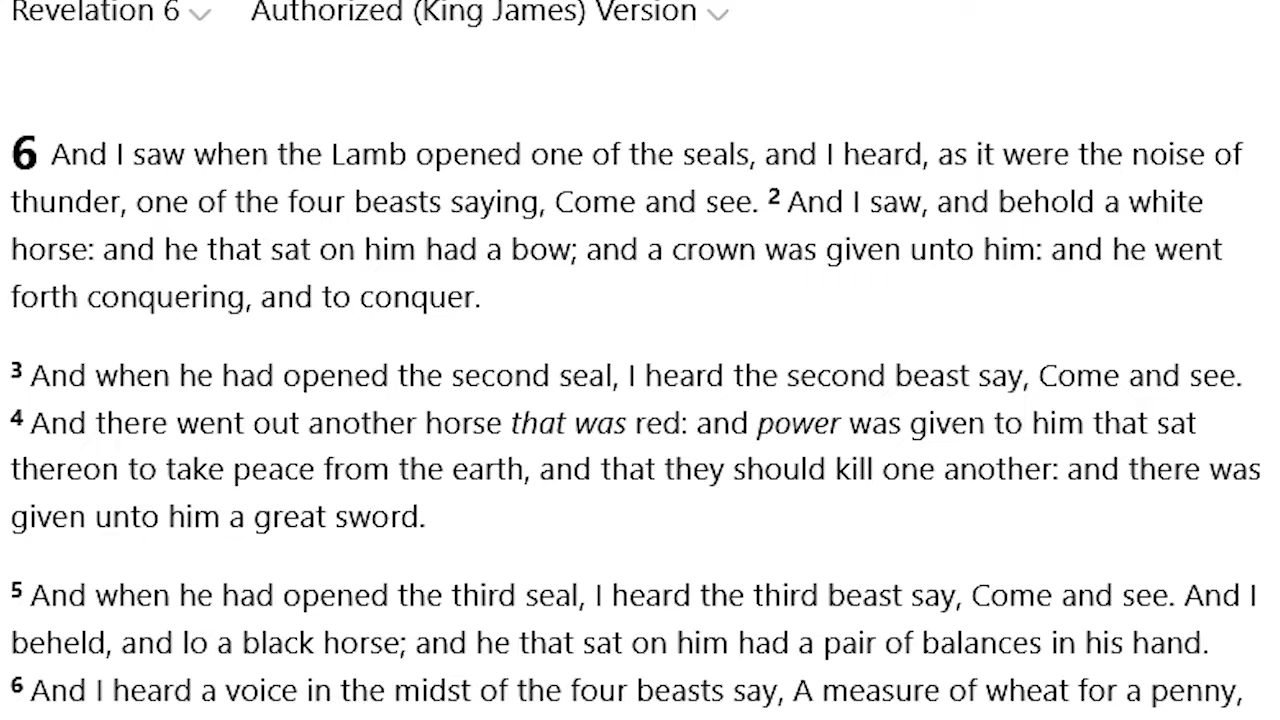 Revelation 6 Authorized (King James) Version
6 And I saw when the Lamb opened one of the seals, and I heard, as it were the noise of
thunder, one of the four beasts saying, Come and see. 2 And I saw, and behold a white
horse: and he that sat on him had a bow; and a crown was given unto him: and he went
forth conquering, and to conquer.
3 And when he had opened the second seal, I heard the second beast say, Come and see.
4 And there went out another horse that was red: and power was given to him that sat
thereon to take peace from the earth, and that they should kill one another: and there was
given unto him a great sword.
5 And when he had opened the third seal, I heard the third beast say, Come and see. And I
beheld, and lo a black horse; and he that sat on him had a pair of balances in his hand.
6 And I heard a voice in the midst of the four beasts say, A measure of wheat for a penny,